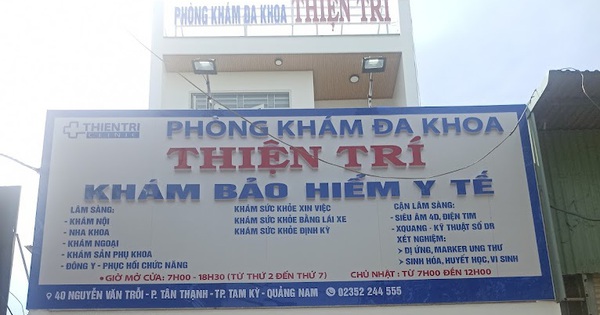 PHÒNG KHÁM ĐA KHOA THIỆN TRÍ
THIENTRI
PHÒNG KHÁM ĐA KHOA
THIỆN TRÍ
KHÁM BẢO HIỂM Y TẾ
LÂM SÀNG:
- KHÁM NỘI
- NHA KHOA
- KHÁM NGOẠI
- KHÁM SẢN PHỤ KHOA
- ĐÔNG Y - PHỤC HỒI CHỨC NĂNG
KHÁM SỨC KHỎE XIN VIỆC
KHÁM SỨC KHỎE BẰNG LÁI XE
KHÁM SỨC KHỎE ĐỊNH KỲ
CẬN LÂM SÀNG:
- SIÊU ÂM 4D, ĐIỆN TIM
- XQUANG - KỸ THUẬT SỐ DR
XÉT NGHIỆM:
> DỊ ỨNG, MARKER UNG THƯ
> SINH HÓA, HUYẾT HỌC, VI SINH
• GIỜ MỞ CỬA: 7H00 - 18H30 (TỪ THỨ 2 ĐẾN THỨ 7) CHỦ NHẬT : TỪ 7H00 ĐẾN 12H00
40 NGUYỄN VĂN TRỖI - P. TÂN THẠNH - TP. TAM KỲ - QUẢNG NAM 02352 244 555